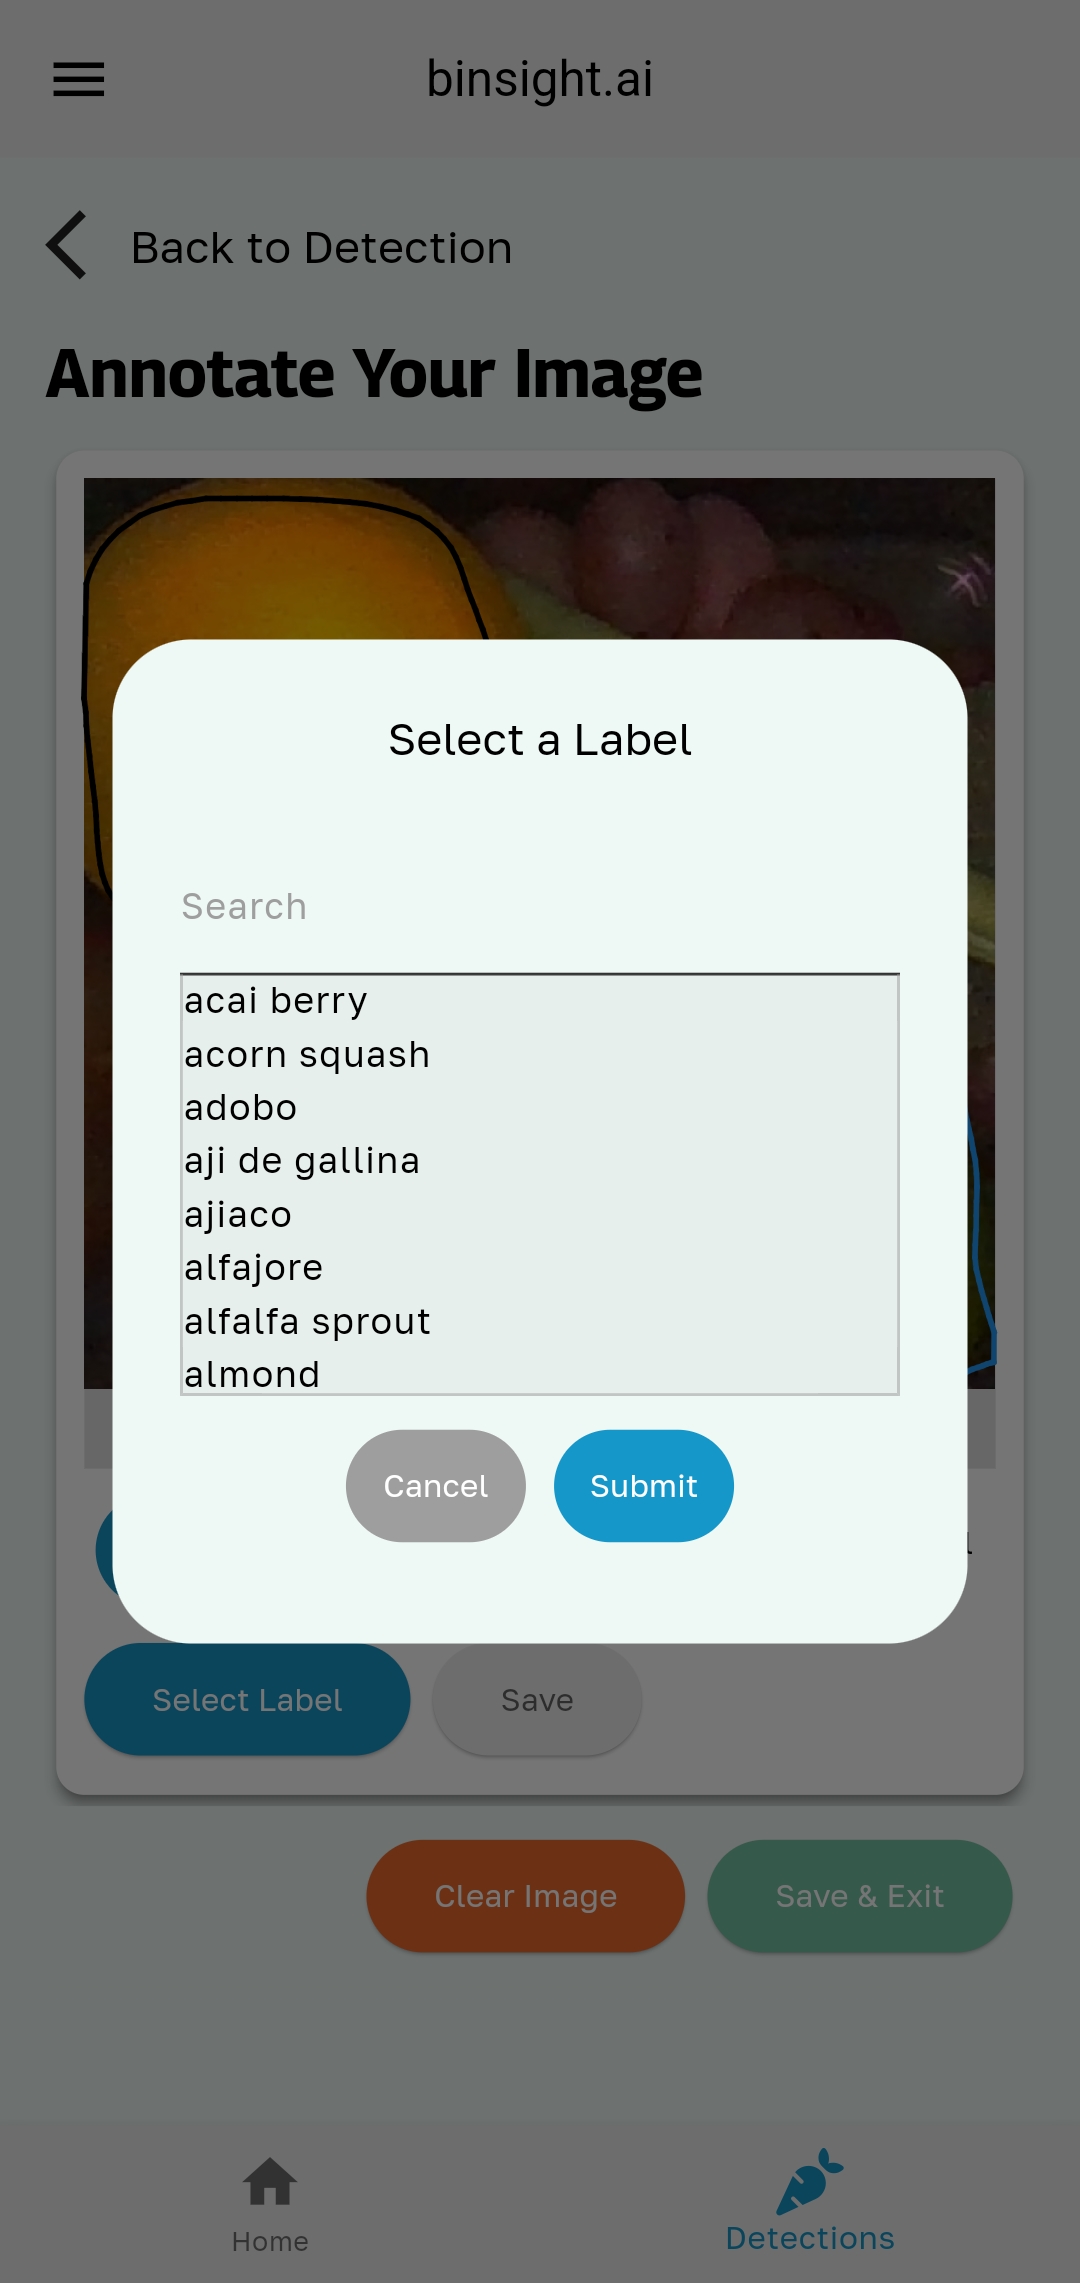 binsight.ai
Back to Detection
Annotate Your Image
Select a Label
Search
acai berry
acorn squash
adobo
aji de gallina
ajiaco
alfajore
alfalfa sprout
almond
Cancel Submit
Select Label Save
Clear Image Save & Exit
Home Detections